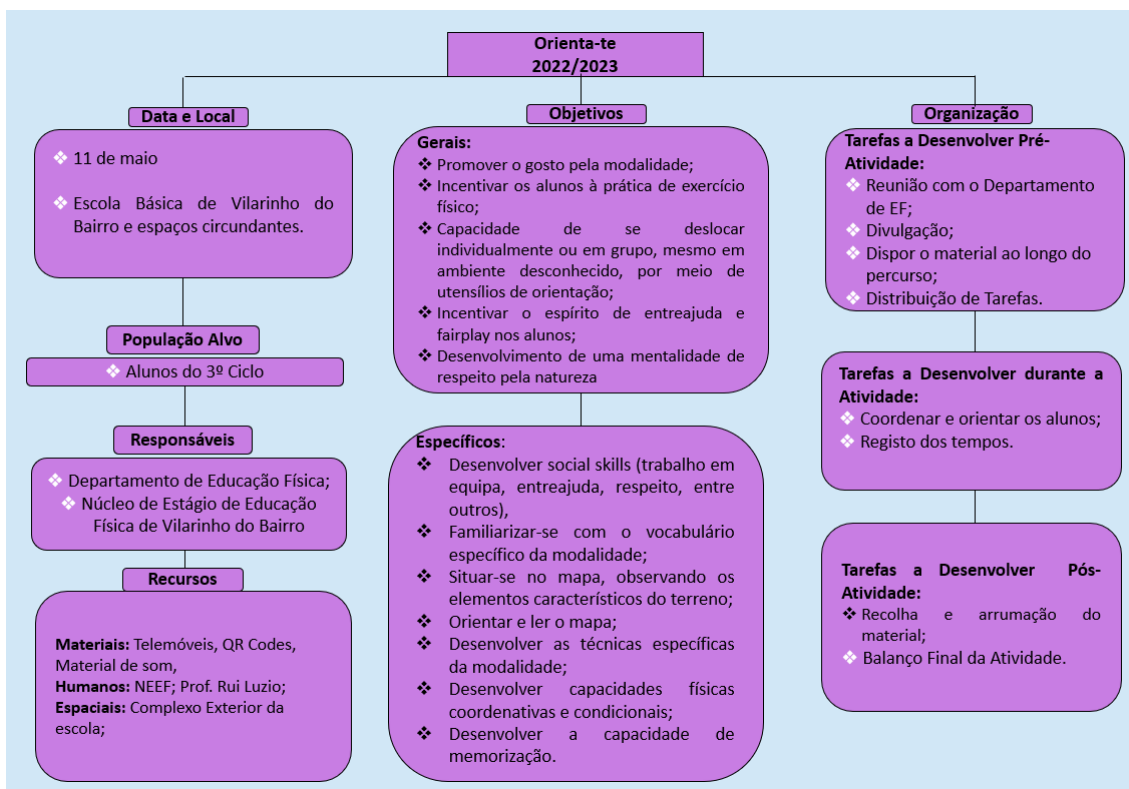 Orienta-te
2022/2023
Data e Local
❖ 11 de maio
❖ Escola Básica de Vilarinho do
Bairro e espaços circundantes.
População Alvo
❖ Alunos do 3º Ciclo
Responsáveis
❖ Departamento de Educação Física;
❖ Núcleo de Estágio de Educação
Física de Vilarinho do Bairro
Recursos
Materiais: Telemóveis, QR Codes,
Material de som,
Humanos: NEEF; Prof. Rui Luzio;
Espaciais: Complexo Exterior da
escola;
Objetivos
Gerais:
❖ Promover o gosto pela modalidade;
❖ Incentivar os alunos à prática de exercício
físico;
❖ Capacidade de se deslocar
individualmente ou em grupo, mesmo em
ambiente desconhecido, por meio de
utensílios de orientação;
❖ Incentivar o espírito de entreajuda e
fairplay nos alunos;
❖ Desenvolvimento de uma mentalidade de
respeito pela natureza
Específicos:
❖ Desenvolver social skills (trabalho em
equipa, entreajuda, respeito, entre
outros),
❖ Familiarizar-se com o vocabulário
específico da modalidade;
❖ Situar-se no mapa, observando os
elementos característicos do terreno;
❖ Orientar e ler o mapa;
❖ Desenvolver as técnicas específicas
da modalidade;
❖ Desenvolver capacidades físicas
coordenativas e condicionais;
❖ Desenvolver a capacidade de
memorização.
Organização
Tarefas a Desenvolver Pré-
Atividade:
❖ Reunião com o Departamento
de EF;
❖ Divulgação;
❖ Dispor o material ao longo do
percurso;
❖ Distribuição de Tarefas.
Tarefas a Desenvolver durante a
Atividade:
❖ Coordenar e orientar os alunos;
❖ Registo dos tempos.
Tarefas a Desenvolver Pós-
Atividade:
❖ Recolha e arrumação do
material;
❖ Balanço Final da Atividade.